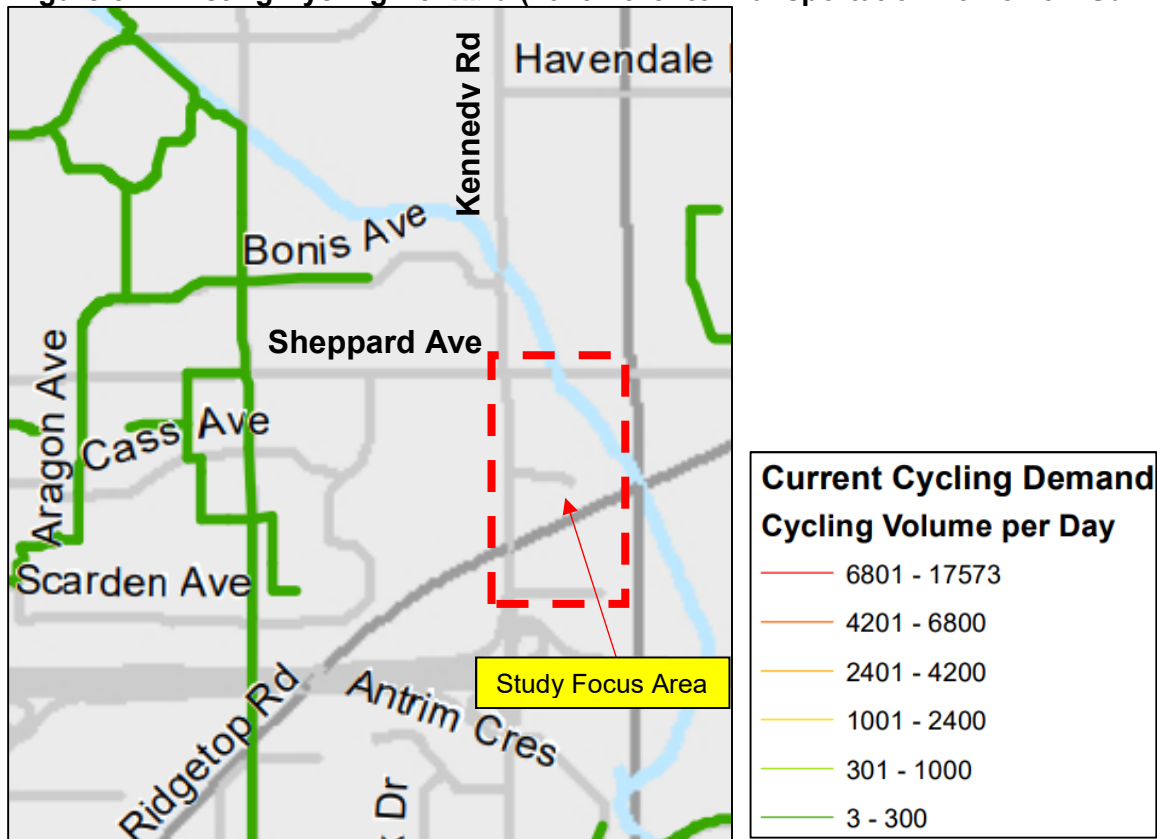 Havendale
Kennedy Rd
Bonis Ave
Sheppard Ave
Aragon Ave
Cass Ave
Scarden Ave
Study Focus Area
Antrim Cres
Ridgetop Rd
Dr
Current Cycling Demand
Cycling Volume per Day
6801 - 17573
4201 - 6800
2401 - 4200
1001 - 2400
301 - 1000
3 - 300